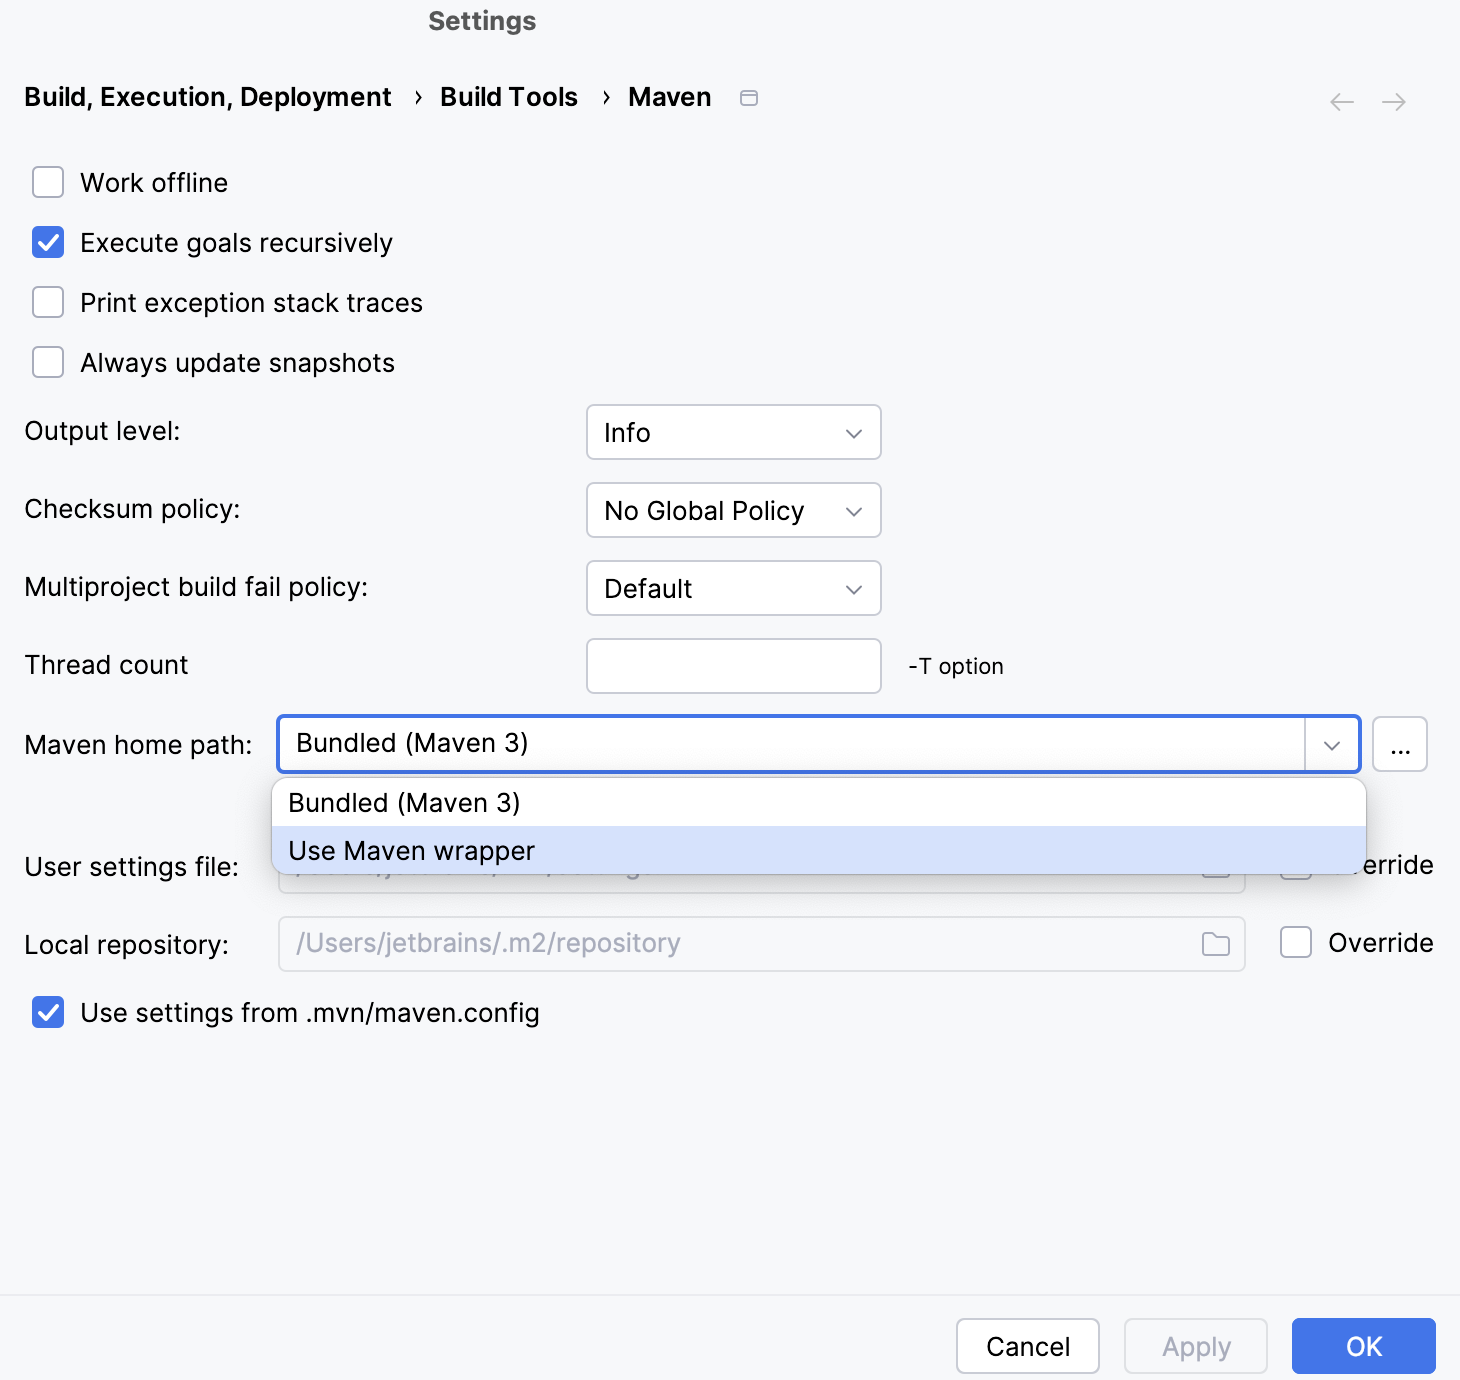 Settings
Build, Execution, Deployment › Build Tools › Maven
Work offline
Execute goals recursively
Print exception stack traces
Always update snapshots
Output level: Info
Checksum policy: No Global Policy
Multiproject build fail policy: Default
Thread count -T option
Maven home path: Bundled (Maven 3) ...
Bundled (Maven 3)
Use Maven wrapper
User settings file:
Local repository: /Users/jetbrains/.m2/repository Override
Use settings from .mvn/maven.config
Cancel Apply OK